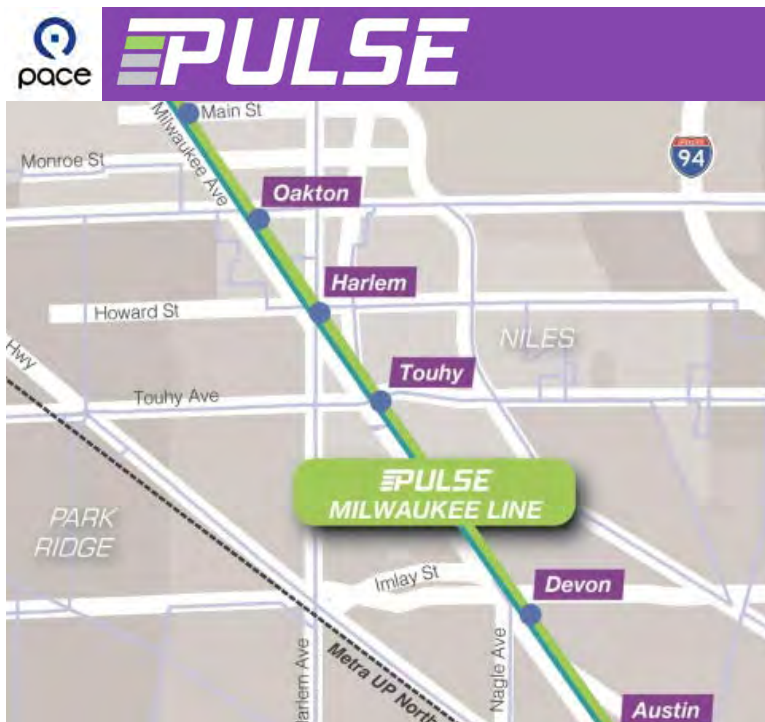 pace
PULSE
Main St
Milwaukee Ave
Monroe St
94
Oakton
Harlem
Howard St
NILES
Hwy
Touhy
Touhy Ave
PULSE
MILWAUKEE LINE
PARK
RIDGE
Imlay St
Devon
Nagle Ave
Metra UP North
Austin